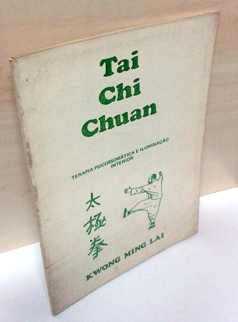 Tai
Chi
Chuan
TERAPIA PSICOSSOMÁTICA E ILUMINAÇÃO
INTERIOR
太
極
拳
KWONG MING LAI